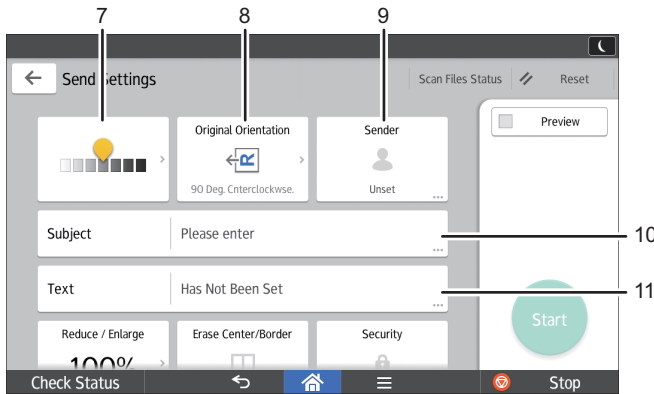 7 8 9
Send Settings
Scan Files Status Reset
Original Orientation
Sender
Preview
R
90 Deg. Cnterclockwse.
Unset
Subject Please enter
10
Text Has Not Been Set
11
Start
Reduce / Enlarge
Erase Center/Border
Security
100%
Check Status
Stop